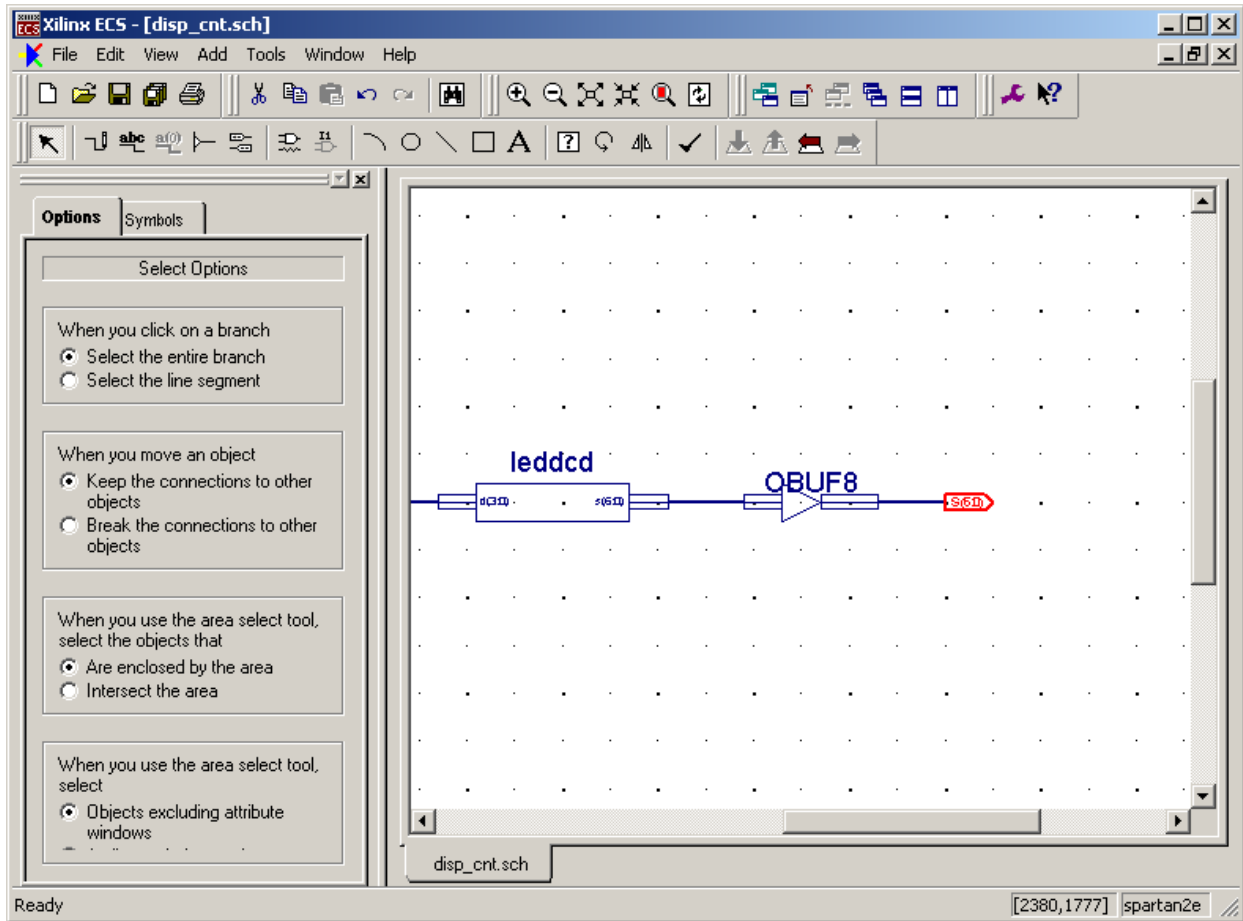 Xilinx ECS - [disp_cnt.sch]
File Edit View Add Tools Window Help
Options
Symbols
Select Options
When you click on a branch
Select the entire branch
Select the line segment
When you move an object
Keep the connections to other
objects
Break the connections to other
objects
When you use the area select tool,
select the objects that
Are enclosed by the area
Intersect the area
When you use the area select tool,
select
Objects excluding attribute
windows
leddcd
d(3:0)
s(6:0)
OBUF8
S(6:0)
disp_cnt.sch
Ready
[2380,1777] spartan2e